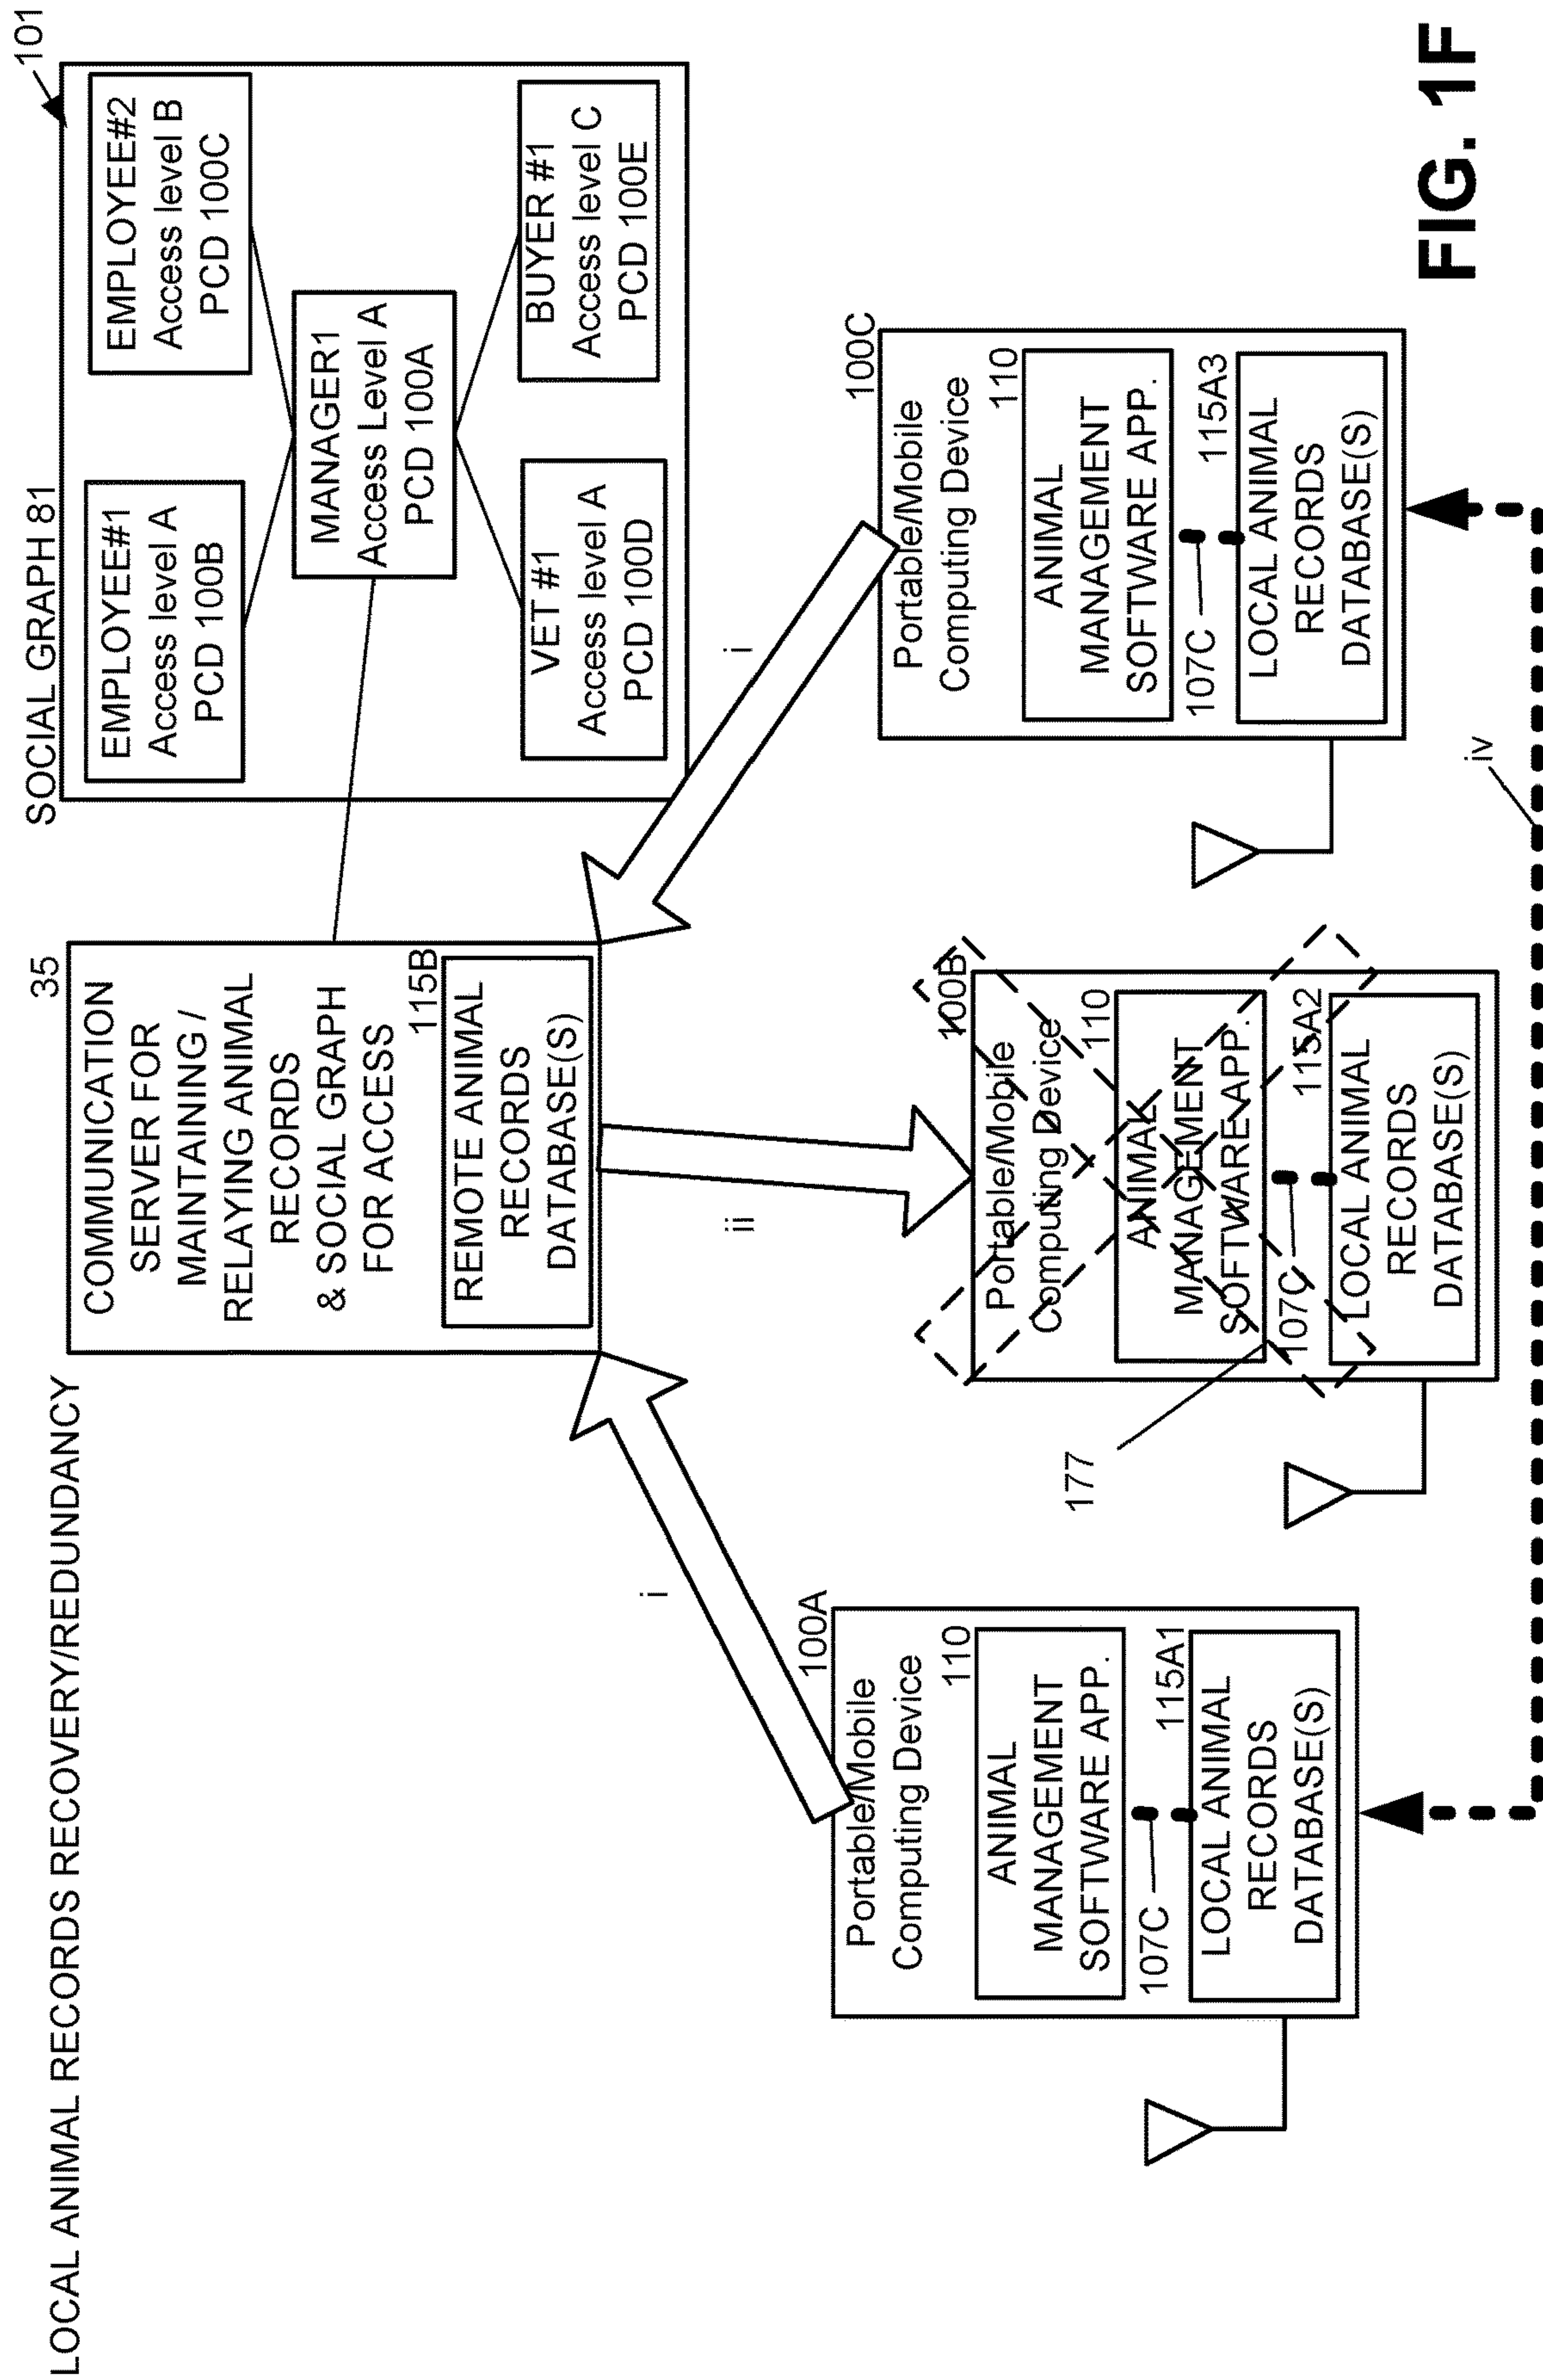 LOCAL ANIMAL RECORDS RECOVERY/REDUNDANCY
35
COMMUNICATION
SERVER FOR
MAINTAINING /
RELAYING ANIMAL
RECORDS
& SOCIAL GRAPH
FOR ACCESS
115B
REMOTE ANIMAL
RECORDS
DATABASE(S)
SOCIAL GRAPH 81
101
EMPLOYEE#1
Access level A
PCD 100B
EMPLOYEE#2
Access level B
PCD 100C
MANAGER1
Access Level A
PCD 100A
VET #1
Access level A
PCD 100D
BUYER #1
Access level C
PCD 100E
i
ii
i
100A
Portable/Mobile
Computing Device
110
ANIMAL
MANAGEMENT
SOFTWARE APP.
107C
115A1
LOCAL ANIMAL
RECORDS
DATABASE(S)
177
100B
Portable/Mobile
Computing Device
110
ANIMAL
MANAGEMENT
SOFTWARE APP.
107C
115A2
LOCAL ANIMAL
RECORDS
DATABASE(S)
100C
Portable/Mobile
Computing Device
110
ANIMAL
MANAGEMENT
SOFTWARE APP.
107C
115A3
LOCAL ANIMAL
RECORDS
DATABASE(S)
iv
FIG. 1F